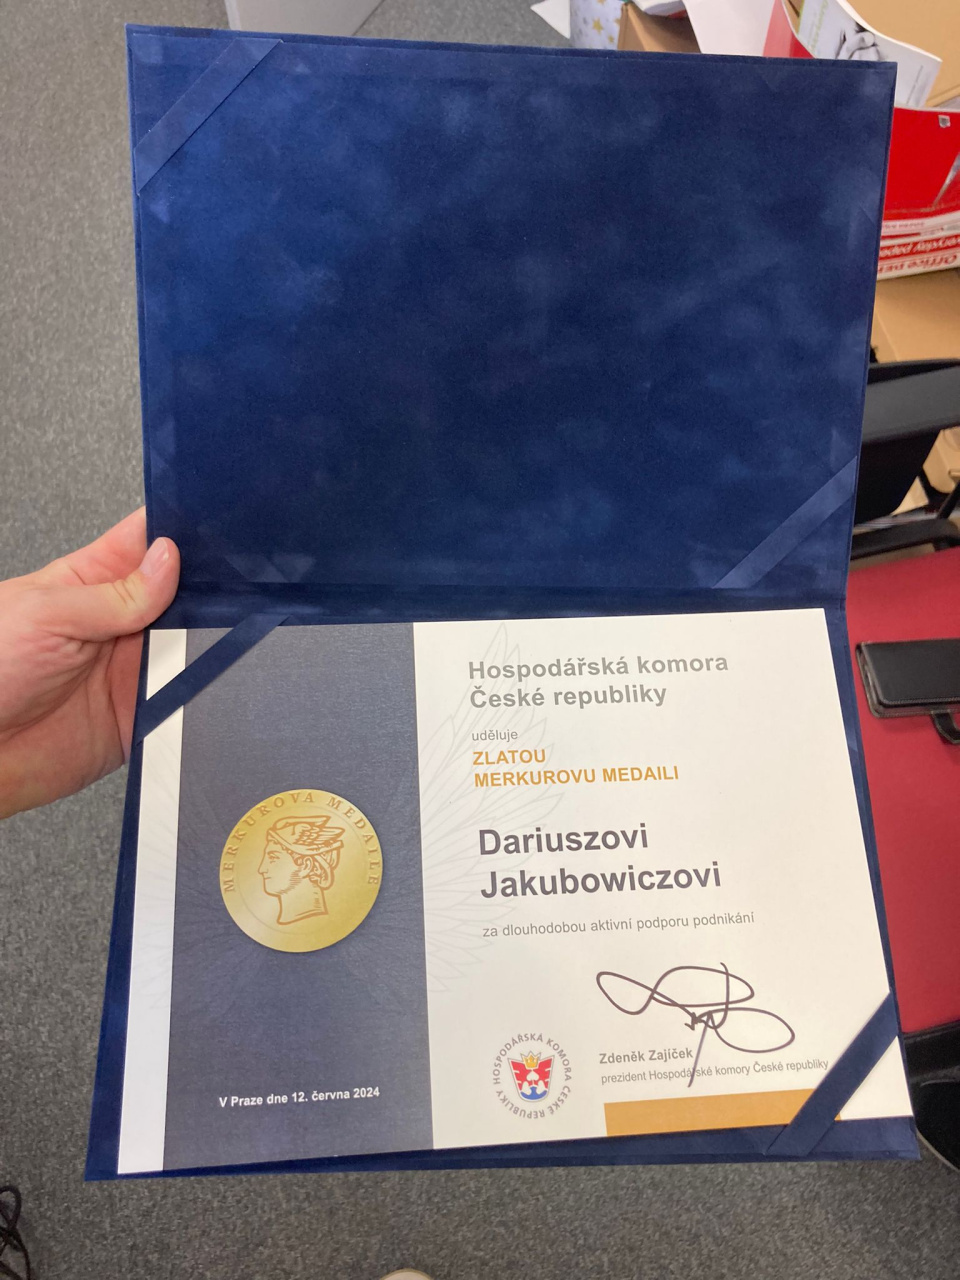 Hospodářská komora
České republiky
uděluje
ZLATOU
MERKUROVU MEDAILI
Dariuszovi
Jakubowiczovi
za dlouhodobou aktivní podporu podnikání
MERKUROVA MEDAILE
Zdeněk Zajíček
prezident Hospodářské komory České republiky
HOSPODÁŘSKÁ KOMORA ČESKÉ REPUBLIKY
V Praze dne 12. června 2024
Office